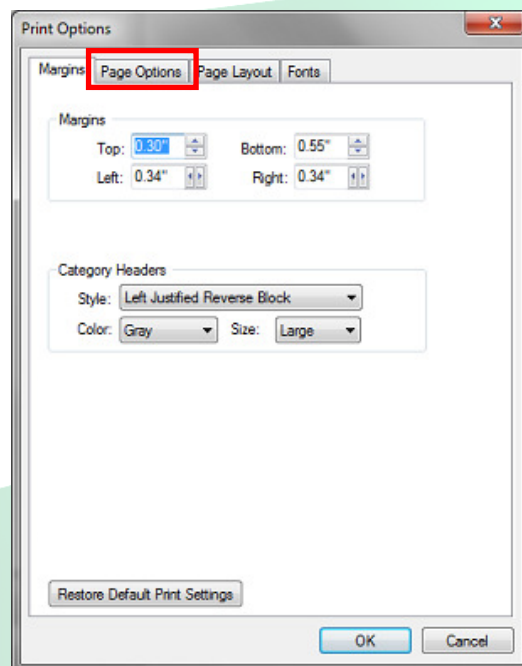 Print Options
Margins Page Options Page Layout Fonts
Margins
Top: 0.30" Bottom: 0.55"
Left: 0.34" Right: 0.34"
Category Headers
Style: Left Justified Reverse Block
Color: Gray Size: Large
Restore Default Print Settings
OK Cancel